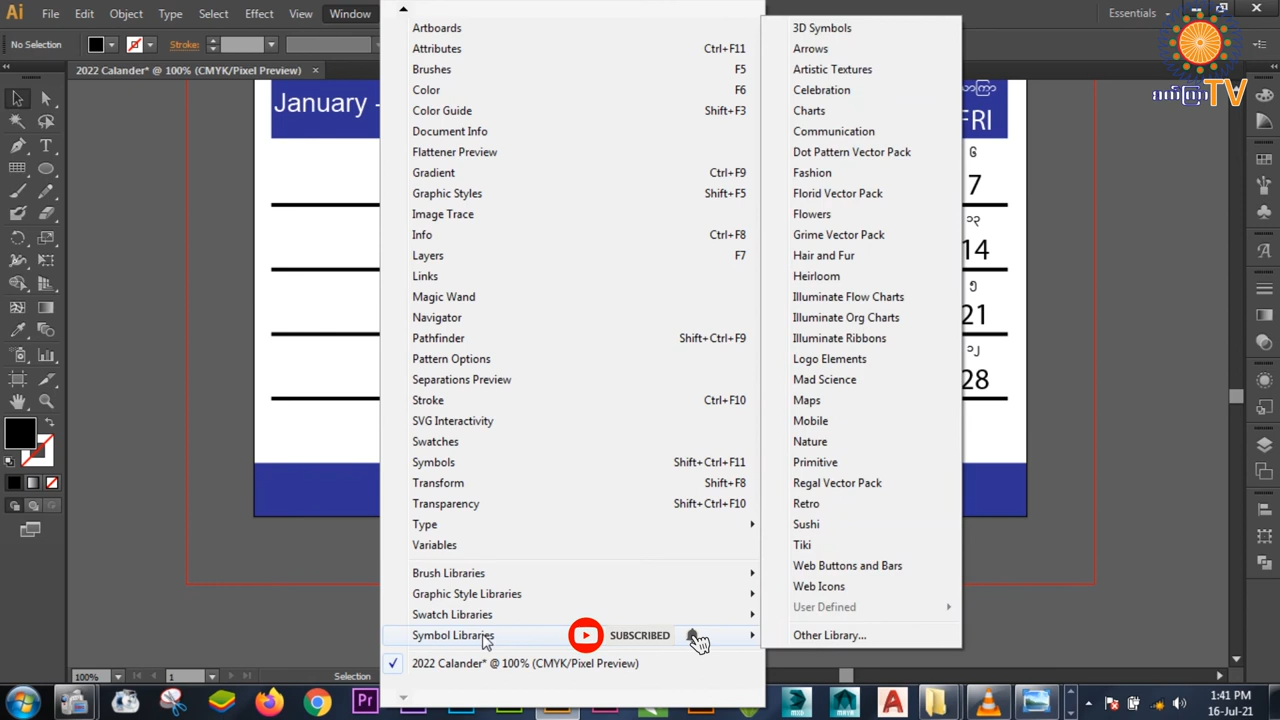 Ai File Edit Object Type Select Effect View Window Essentials
No Selection Stroke:
2022 Calander* @ 100% (CMYK/Pixel Preview)
TV
January -
FRI
၆
7
၁၃
14
21
၁၂
28
Artboards
Attributes Ctrl+F11
Brushes F5
Color F6
Color Guide Shift+F3
Document Info
Flattener Preview
Gradient Ctrl+F9
Graphic Styles Shift+F5
Image Trace
Info Ctrl+F8
Layers F7
Links
Magic Wand
Navigator
Pathfinder Shift+Ctrl+F9
Pattern Options
Separations Preview
Stroke Ctrl+F10
SVG Interactivity
Swatches
Symbols Shift+Ctrl+F11
Transform Shift+F8
Transparency Shift+Ctrl+F10
Type
Variables
Brush Libraries
Graphic Style Libraries
Swatch Libraries
Symbol Libraries
SUBSCRIBED
2022 Calander* @ 100% (CMYK/Pixel Preview)
3D Symbols
Arrows
Artistic Textures
Celebration
Charts
Communication
Dot Pattern Vector Pack
Fashion
Florid Vector Pack
Flowers
Grime Vector Pack
Hair and Fur
Heirloom
Illuminate Flow Charts
Illuminate Org Charts
Illuminate Ribbons
Logo Elements
Mad Science
Maps
Mobile
Nature
Primitive
Regal Vector Pack
Retro
Sushi
Tiki
Web Buttons and Bars
Web Icons
User Defined
Other Library...
100% 1 Selection
Pr
1:41 PM
16-Jul-21